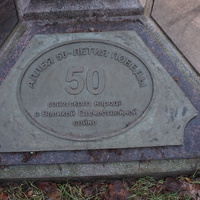 АЛЛЕЯ 50-ЛЕТИЯ ПОБЕДЫ
50
советского народа
в Великой Отечественной
войне